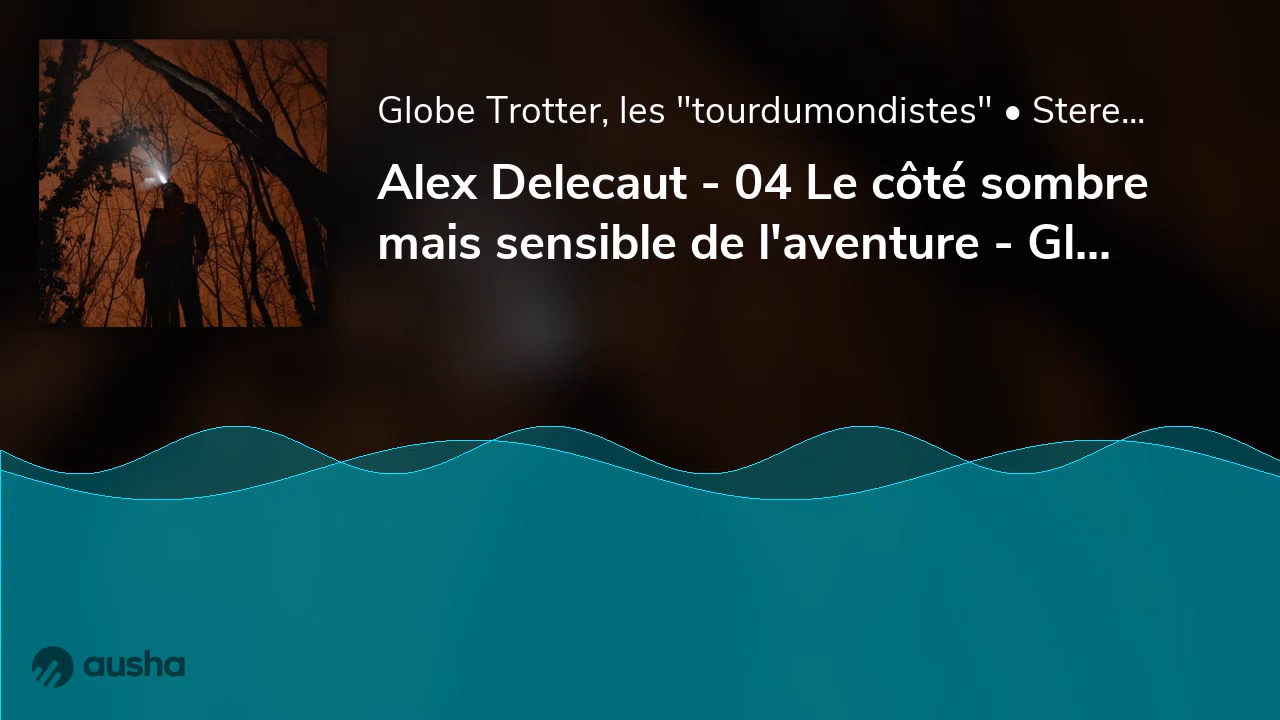 Globe Trotter, les "tourdumondistes" • Stere...
Alex Delecaut - 04 Le côté sombre
mais sensible de l'aventure - Gl...
ausha